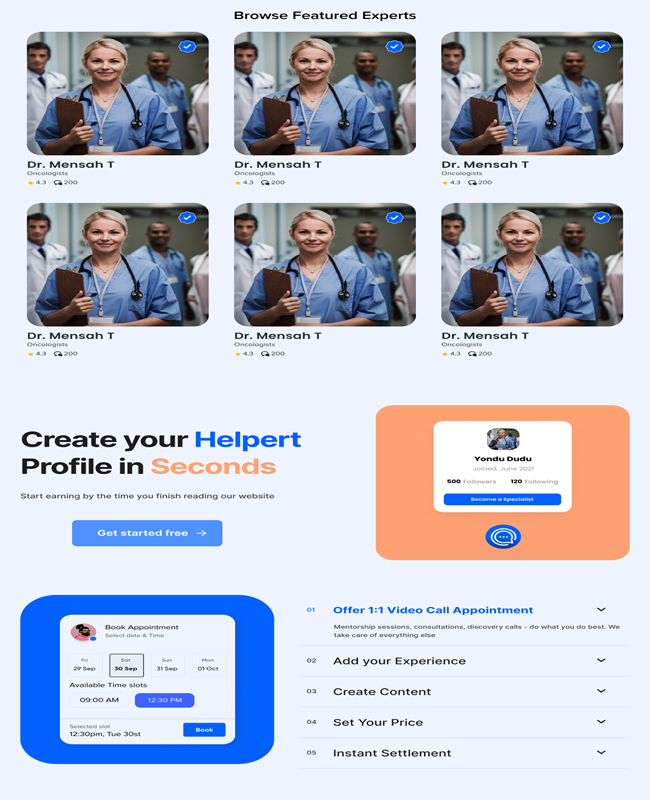 Browse Featured Experts
Dr. Mensah T
Oncologists
4.3 200
Dr. Mensah T
Oncologists
4.3 200
Dr. Mensah T
Oncologists
4.3 200
Dr. Mensah T
Oncologists
4.3 200
Dr. Mensah T
Oncologists
4.3 200
Dr. Mensah T
Oncologists
4.3 200
Create your Helpert
Profile in Seconds
Start earning by the time you finish reading our website
Get started free →
Yondu Dudu
Joined, June 2021
500 Followers 120 Following
Become a Specialist
Book Appointment
Select date & Time
Fri Sat Sun Mon
29 Sep 30 Sep 31 Sep 01 Oct
Available Time slots
09:00 AM 12:30 PM
Selected slot
12:30pm, Tue 30st
Book
01 Offer 1:1 Video Call Appointment
Mentorship sessions, consultations, discovery calls - do what you do best. We
take care of everything else
02 Add your Experience
03 Create Content
04 Set Your Price
05 Instant Settlement